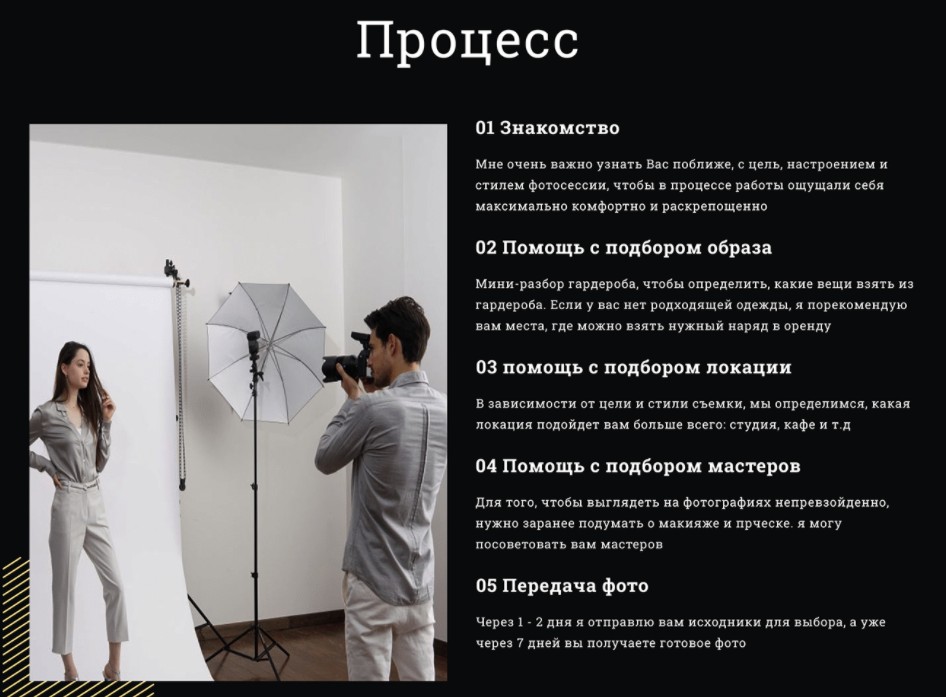 Процесс
01 Знакомство
Мне очень важно узнать Вас поближе, с цель, настроением и
стилем фотосессии, чтобы в процессе работы ощущали себя
максимально комфортно и раскрепощенно
02 Помощь с подбором образа
Мини-разбор гардероба, чтобы определить, какие вещи взять из
гардероба. Если у вас нет родходящей одежды, я порекомендую
вам места, где можно взять нужный наряд в оренду
03 помощь с подбором локации
В зависимости от цели и стили съемки, мы определимся, какая
локация подойдет вам больше всего: студия, кафе и т.д
04 Помощь с подбором мастеров
Для того, чтобы выглядеть на фотографиях непревзойденно,
нужно заранее подумать о макияже и прческе. я могу
посоветовать вам мастеров
05 Передача фото
Через 1 - 2 дня я отправлю вам исходники для выбора, а уже
через 7 дней вы получаете готовое фото